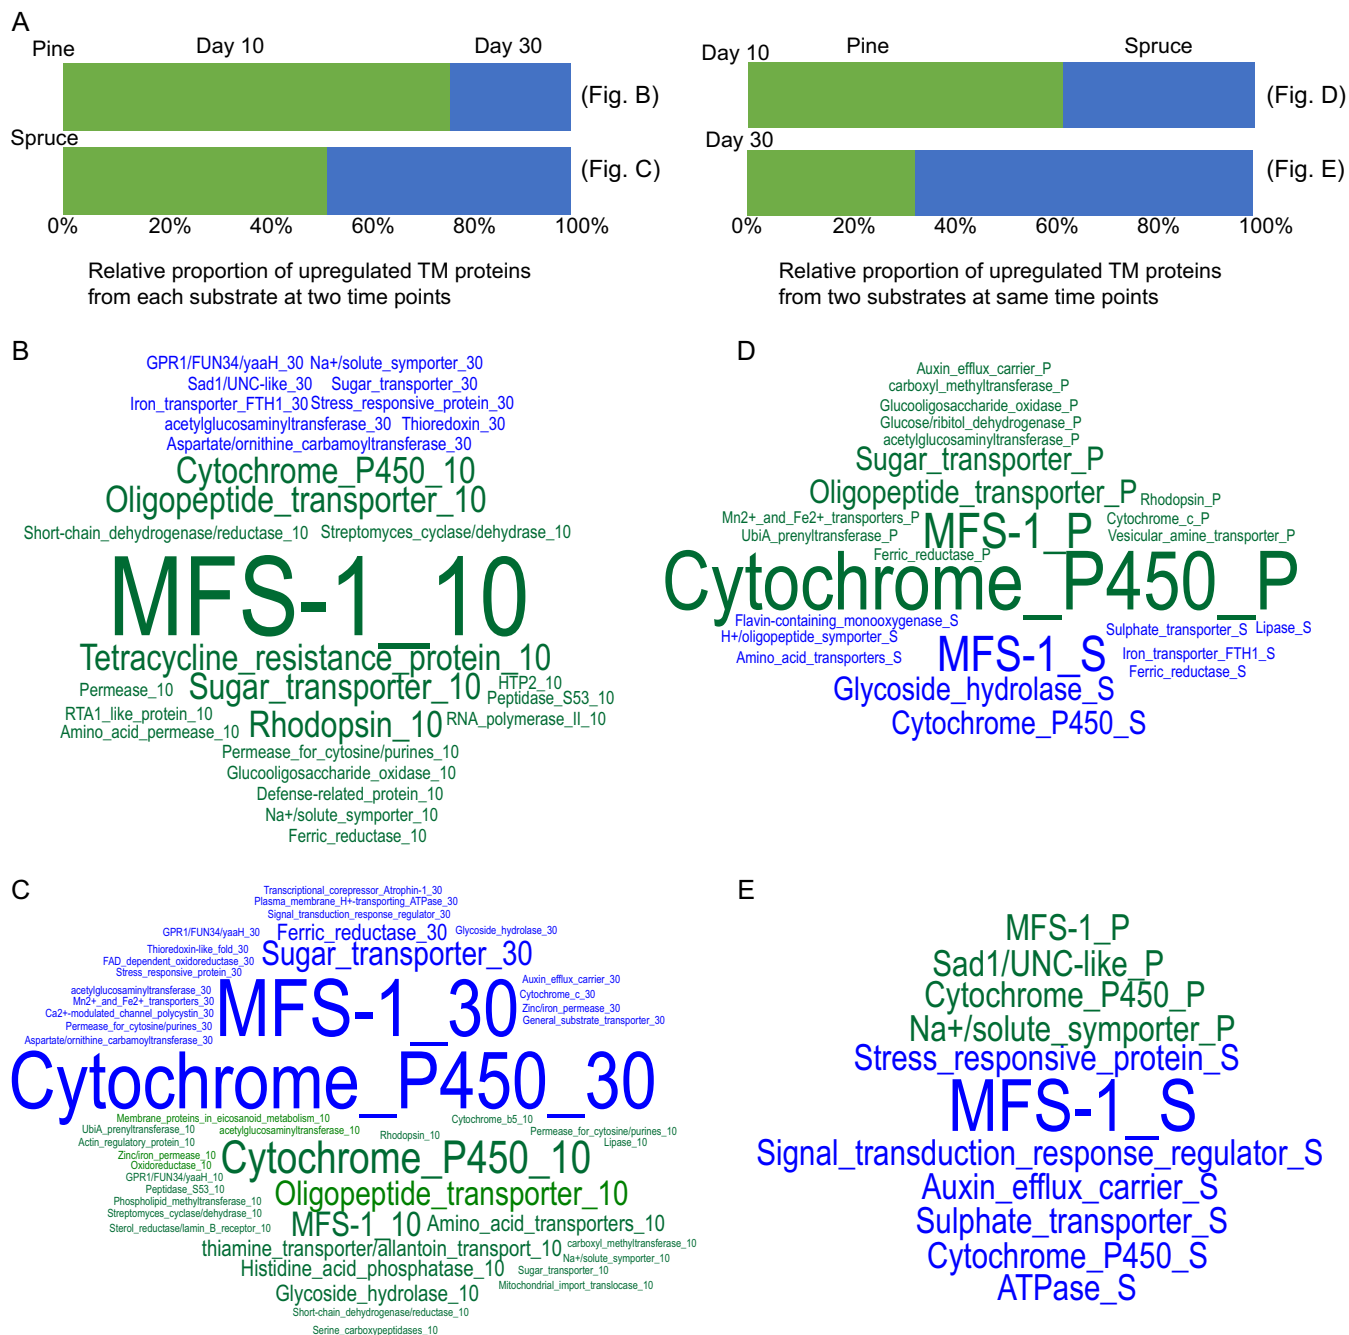 A
Pine
Day 10
Day 30
(Fig. B)
Spruce
(Fig. C)
0% 20% 40% 60% 80% 100%
Relative proportion of upregulated TM proteins
from each substrate at two time points
Day 10
Pine
Spruce
(Fig. D)
Day 30
(Fig. E)
0% 20% 40% 60% 80% 100%
Relative proportion of upregulated TM proteins
from two substrates at same time points
B
GPR1/FUN34/yaaH_30 Na+/solute_symporter_30
Sad1/UNC-like_30 Sugar_transporter_30
Iron_transporter_FTH1_30 Stress_responsive_protein_30
acetylglucosaminyltransferase_30 Thioredoxin_30
Aspartate/ornithine_carbamoyltransferase_30
Cytochrome_P450_10
Oligopeptide_transporter_10
Short-chain_dehydrogenase/reductase_10 Streptomyces_cyclase/dehydrase_10
MFS-1_10
Tetracycline_resistance_protein_10
Permease_10 Sugar_transporter_10 HTP2_10
Peptidase_S53_10
RTA1_like_protein_10 Rhodopsin_10 RNA_polymerase_II_10
Amino_acid_permease_10
Permease_for_cytosine/purines_10
Glucooligosaccharide_oxidase_10
Defense-related_protein_10
Na+/solute_symporter_10
Ferric_reductase_10
D
Auxin_efflux_carrier_P
carboxyl_methyltransferase_P
Glucooligosaccharide_oxidase_P
Glucose/ribitol_dehydrogenase_P
acetylglucosaminyltransferase_P
Sugar_transporter_P
Oligopeptide_transporter_P Rhodopsin_P
Mn2+_and_Fe2+_transporters_P MFS-1_P Cytochrome_c_P
UbiA_prenyltransferase_P Vesicular_amine_transporter_P
Ferric_reductase_P
Cytochrome_P450_P
Flavin-containing_monooxygenase_S
H+/oligopeptide_symporter_S MFS-1_S Sulphate_transporter_S Lipase_S
Amino_acid_transporters_S Iron_transporter_FTH1_S
Ferric_reductase_S
Glycoside_hydrolase_S
Cytochrome_P450_S
C
Transcriptional_corepressor_Atrophin-1_30
Plasma_membrane_H+-transporting_ATPase_30
Signal_transduction_response_regulator_30
GPR1/FUN34/yaaH_30 Ferric_reductase_30 Glycoside_hydrolase_30
Thioredoxin-like_fold_30 Sugar_transporter_30
FAD_dependent_oxidoreductase_30
Stress_responsive_protein_30
Auxin_efflux_carrier_30
acetylglucosaminyltransferase_30 MFS-1_30 Cytochrome_c_30
Mn2+_and_Fe2+_transporters_30 Zinc/iron_permease_30
Ca2+-modulated_channel_polycystin_30 General_substrate_transporter_30
Permease_for_cytosine/purines_30
Aspartate/ornithine_carbamoyltransferase_30
Cytochrome_P450_30
Membrane_proteins_in_eicosanoid_metabolism_10 Cytochrome_b5_10
UbiA_prenyltransferase_10 acetylglucosaminyltransferase_10 Rhodopsin_10 Permease_for_cytosine/purines_10
Actin_regulatory_protein_10 Lipase_10
Zinc/iron_permease_10 Cytochrome_P450_10
Oxidoreductase_10
GPR1/FUN34/yaaH_10
Peptidase_S53_10 Oligopeptide_transporter_10
Phospholipid_methyltransferase_10
Streptomyces_cyclase/dehydrase_10 MFS-1_10 Amino_acid_transporters_10
Sterol_reductase/lamin_B_receptor_10
thiamine_transporter/allantoin_transport_10 carboxyl_methyltransferase_10
Na+/solute_symporter_10
Histidine_acid_phosphatase_10 Sugar_transporter_10
Mitochondrial_import_translocase_10
Glycoside_hydrolase_10
Short-chain_dehydrogenase/reductase_10
Serine_carboxypeptidases_10
E
MFS-1_P
Sad1/UNC-like_P
Cytochrome_P450_P
Na+/solute_symporter_P
Stress_responsive_protein_S
MFS-1_S
Signal_transduction_response_regulator_S
Auxin_efflux_carrier_S
Sulphate_transporter_S
Cytochrome_P450_S
ATPase_S